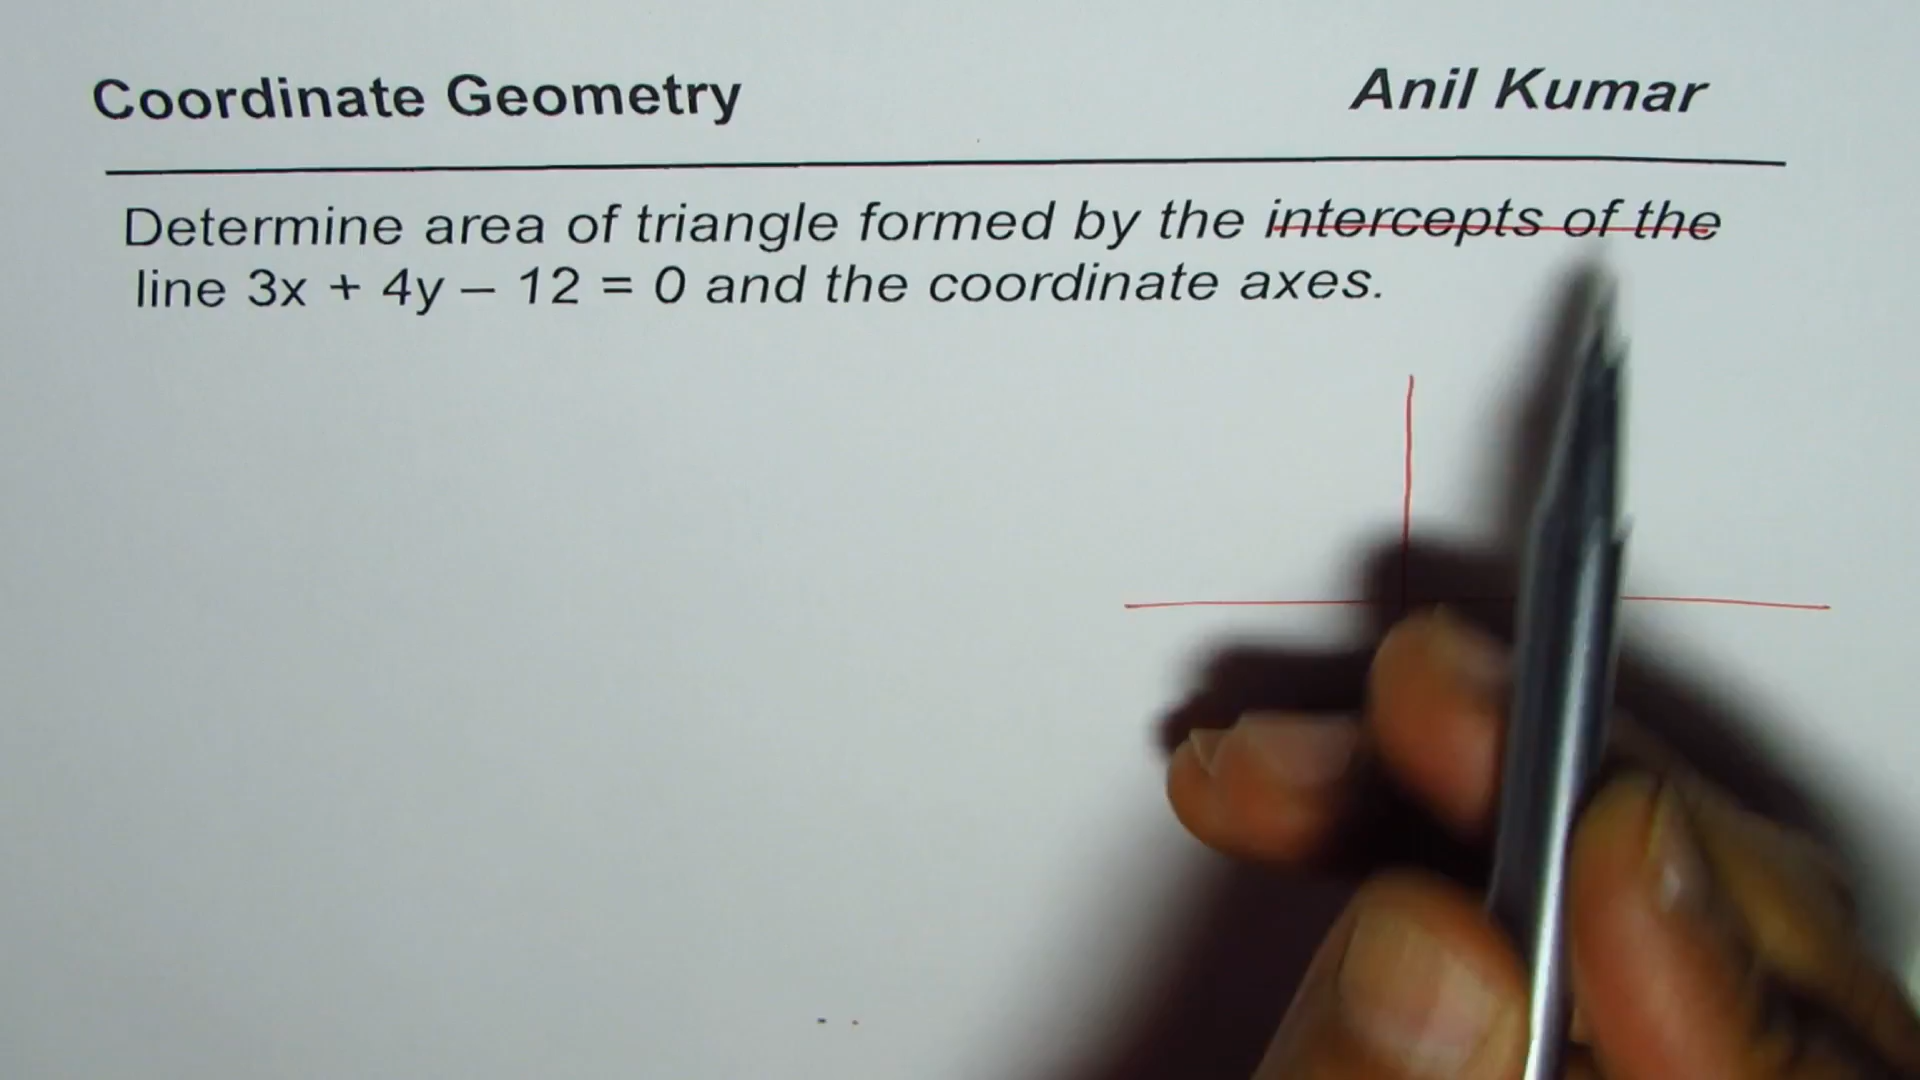 Coordinate Geometry Anil Kumar
Determine area of triangle formed by the intercepts of the
line 3x + 4y – 12 = 0 and the coordinate axes.